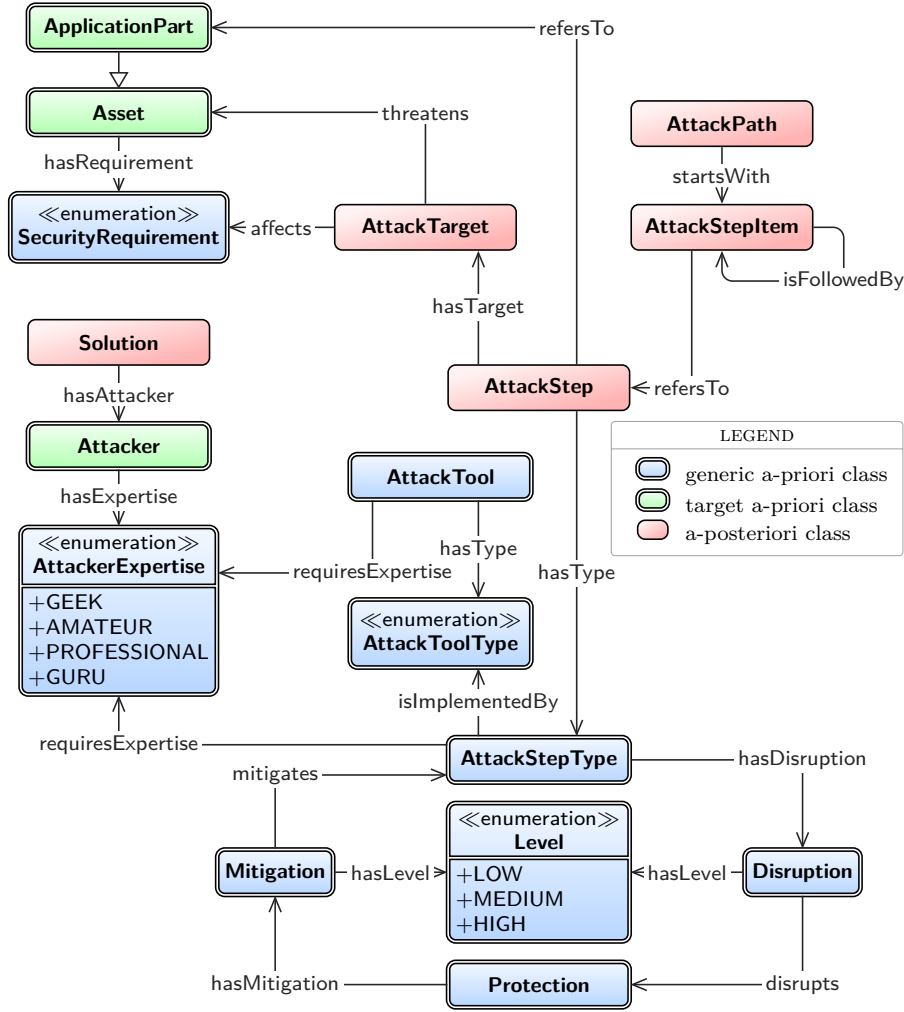 ApplicationPart
refersTo
Asset
threatens
AttackPath
hasRequirement
startsWith
≪enumeration≫
SecurityRequirement
affects
AttackTarget
AttackStepItem
isFollowedBy
hasTarget
Solution
AttackStep
refersTo
hasAttacker
Attacker
LEGEND
generic a-priori class
target a-priori class
a-posteriori class
AttackTool
hasExpertise
≪enumeration≫
AttackerExpertise
+GEEK
+AMATEUR
+PROFESSIONAL
+GURU
hasType
requiresExpertise
hasType
≪enumeration≫
AttackToolType
isImplementedBy
requiresExpertise
AttackStepType
hasDisruption
mitigates
≪enumeration≫
Level
+LOW
+MEDIUM
+HIGH
Mitigation
hasLevel
hasLevel
Disruption
hasMitigation
Protection
disrupts